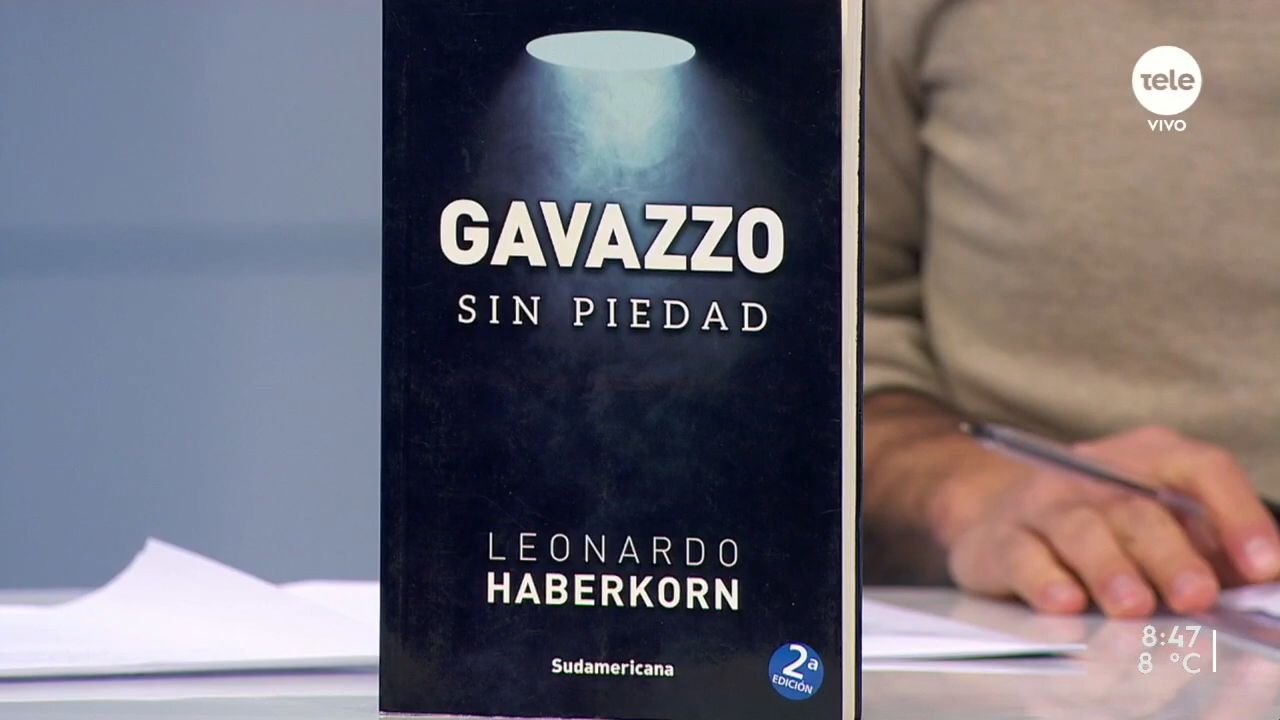 GAVAZZO
SIN PIEDAD
LEONARDO
HABERKORN
Sudamericana
2a
EDICIÓN
tele
VIVO
8:47
8 °C